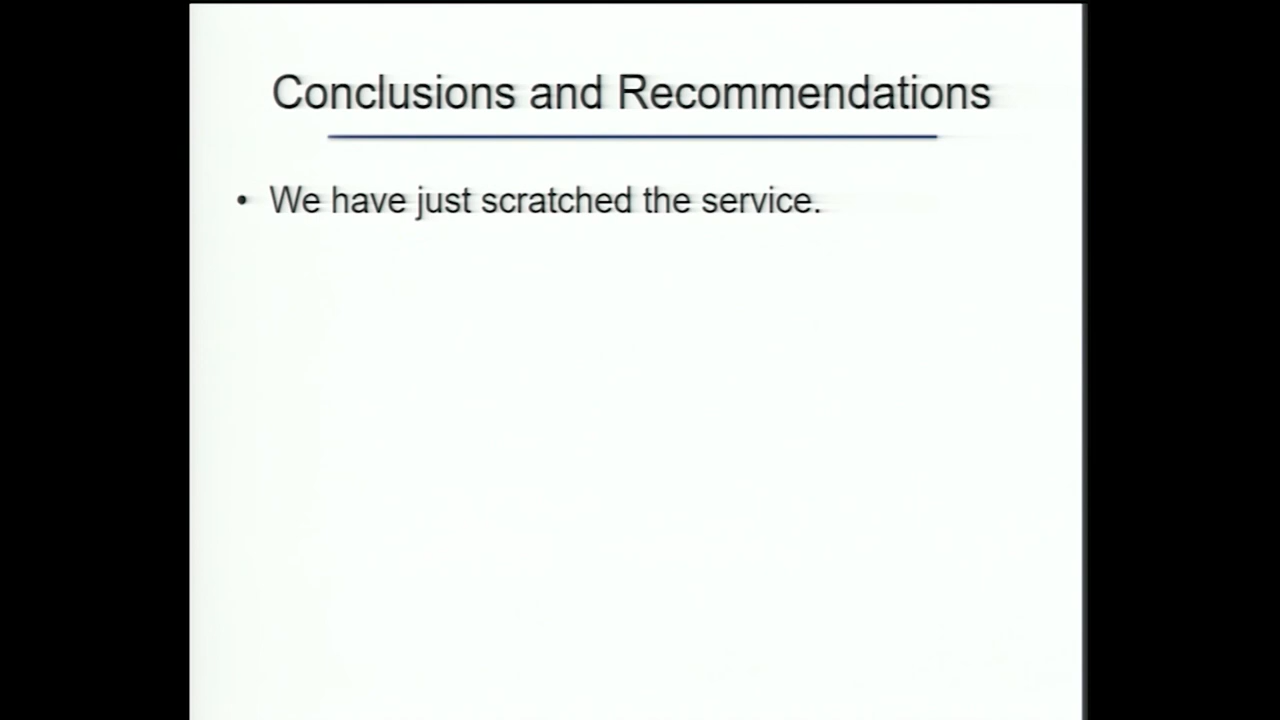 Conclusions and Recommendations
• We have just scratched the service.